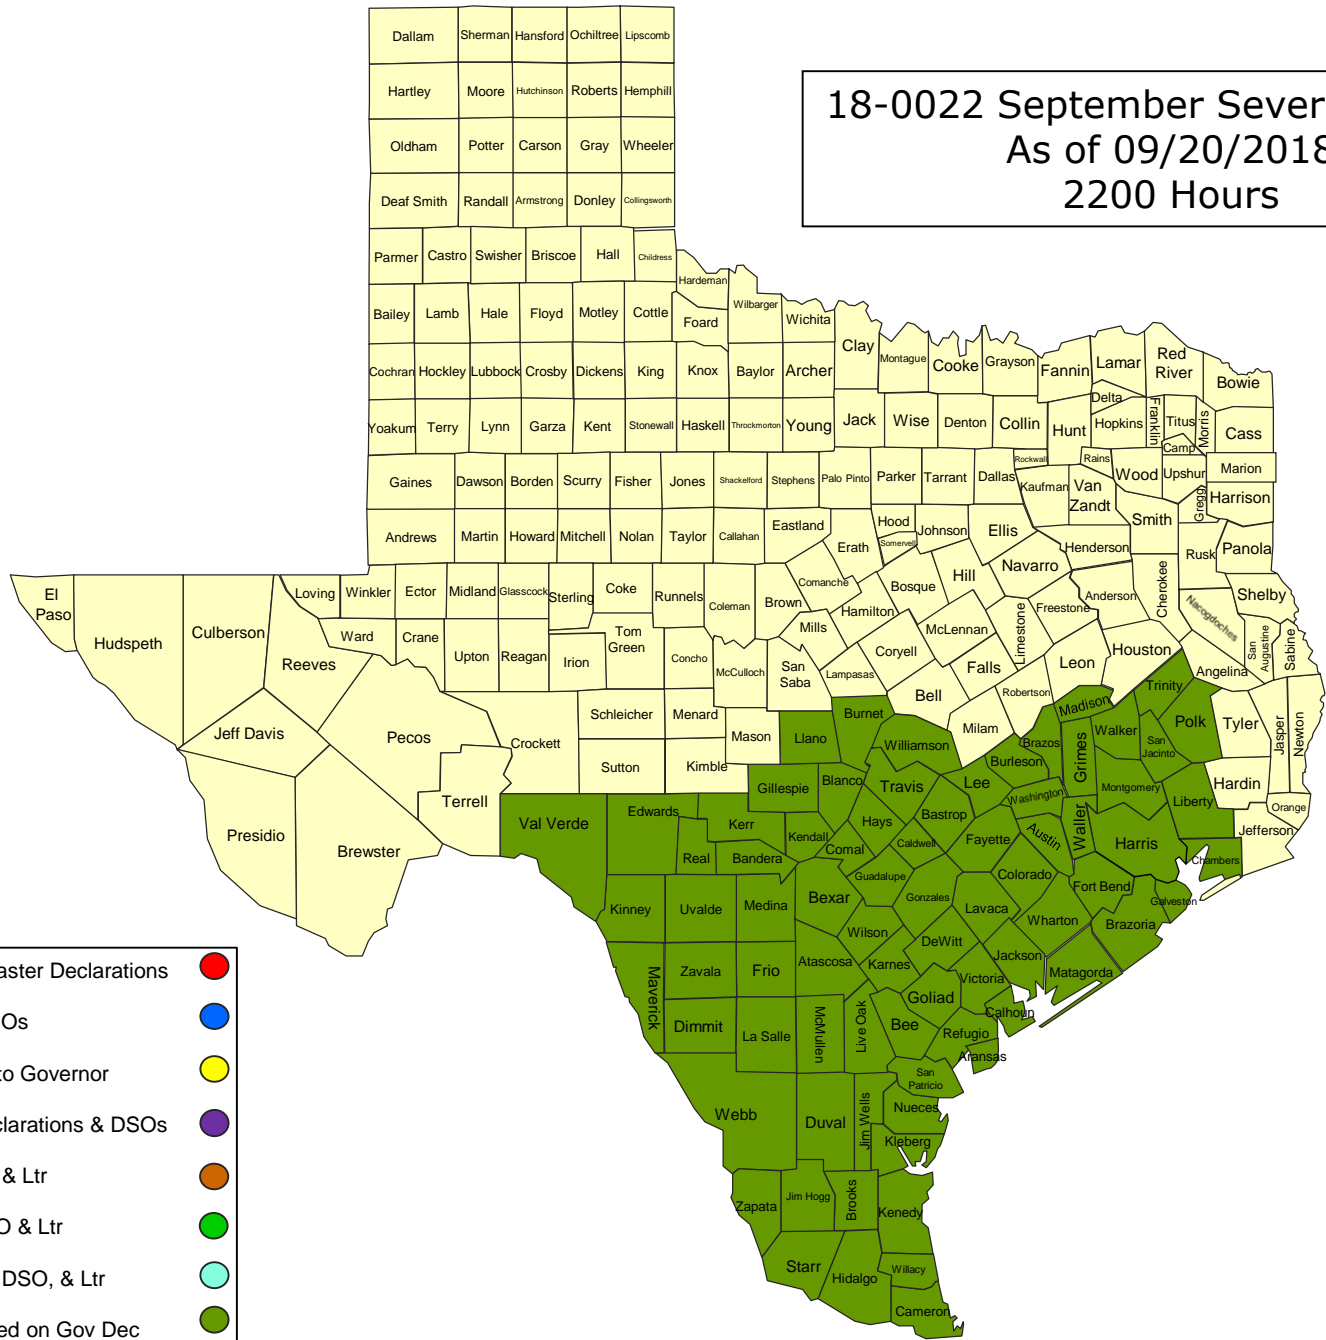 Dallam
Sherman
Hansford
Ochiltree
Lipscomb
Hartley
Moore
Hutchinson
Roberts
Hemphill
18-0022 September Sever
As of 09/20/2018
2200 Hours
Oldham
Potter
Carson
Gray
Wheeler
Deaf Smith
Randall
Armstrong
Donley
Collingsworth
Parmer
Castro
Swisher
Briscoe
Hall
Childress
Hardeman
Bailey
Lamb
Hale
Floyd
Motley
Cottle
Foard
Wilbarger
Wichita
Clay
Montague
Cooke
Grayson
Fannin
Lamar
Red
River
Bowie
Cochran
Hockley
Lubbock
Crosby
Dickens
King
Knox
Baylor
Archer
Delta
Yoakum
Terry
Lynn
Garza
Kent
Stonewall
Haskell
Throckmorton
Young
Jack
Wise
Denton
Collin
Hunt
Hopkins
Franklin
Titus
Morris
Cass
Camp
Gaines
Dawson
Borden
Scurry
Fisher
Jones
Shackelford
Stephens
Palo Pinto
Parker
Tarrant
Dallas
Rockwall
Kaufman
Rains
Van
Zandt
Wood
Upshur
Marion
Gregg
Harrison
Andrews
Martin
Howard
Mitchell
Nolan
Taylor
Callahan
Eastland
Erath
Hood
Somervell
Johnson
Ellis
Henderson
Smith
Rusk
Panola
El
Paso
Hudspeth
Culberson
Loving
Winkler
Ector
Midland
Glasscock
Sterling
Coke
Runnels
Coleman
Brown
Comanche
Hamilton
Bosque
Hill
Navarro
Freestone
Anderson
Cherokee
Nacogdoches
Shelby
Reeves
Ward
Crane
Upton
Reagan
Irion
Tom
Green
Concho
McCulloch
San
Saba
Mills
Lampasas
Coryell
McLennan
Limestone
Falls
Leon
Houston
Angelina
San
Augustine
Sabine
Jeff Davis
Pecos
Crockett
Schleicher
Menard
Mason
Llano
Burnet
Bell
Williamson
Milam
Robertson
Brazos
Madison
Trinity
Polk
Tyler
Jasper
Newton
Sutton
Kimble
Gillespie
Blanco
Travis
Lee
Burleson
Grimes
Walker
San
Jacinto
Hardin
Presidio
Brewster
Terrell
Val Verde
Edwards
Kerr
Kendall
Hays
Bastrop
Washington
Waller
Montgomery
Liberty
Orange
Jefferson
Real
Bandera
Comal
Caldwell
Fayette
Austin
Harris
Chambers
Kinney
Uvalde
Medina
Bexar
Guadalupe
Gonzales
Lavaca
Colorado
Fort Bend
Galveston
Wharton
Brazoria
Maverick
Zavala
Frio
Atascosa
Wilson
Karnes
DeWitt
Jackson
Matagorda
Victoria
Dimmit
La Salle
McMullen
Live Oak
Bee
Goliad
Calhoun
Refugio
Aransas
San
Patricio
Webb
Duval
Jim Wells
Nueces
Kleberg
Zapata
Jim Hogg
Brooks
Kenedy
Starr
Hidalgo
Willacy
Cameron
aster Declarations
Os
to Governor
clarations & DSOs
& Ltr
O & Ltr
DSO, & Ltr
ed on Gov Dec